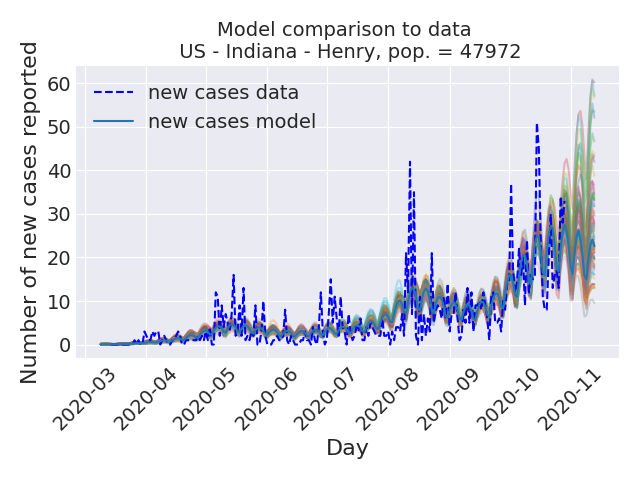 Model comparison to data
US - Indiana - Henry, pop. = 47972
Number of new cases reported
60
50
40
30
20
10
0
new cases data
new cases model
2020-03
2020-04
2020-05
2020-06
2020-07
2020-08
2020-09
2020-10
2020-11
Day